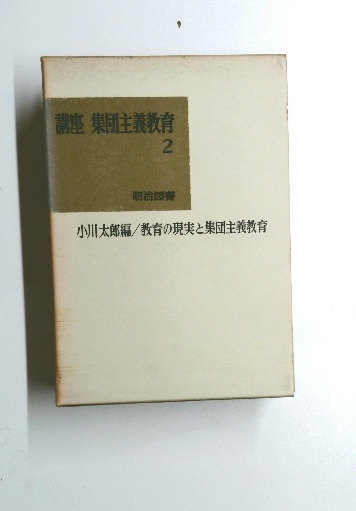 講座 集団主義教育
2
明治図書
小川太郎編/教育の現実と集団主義教育